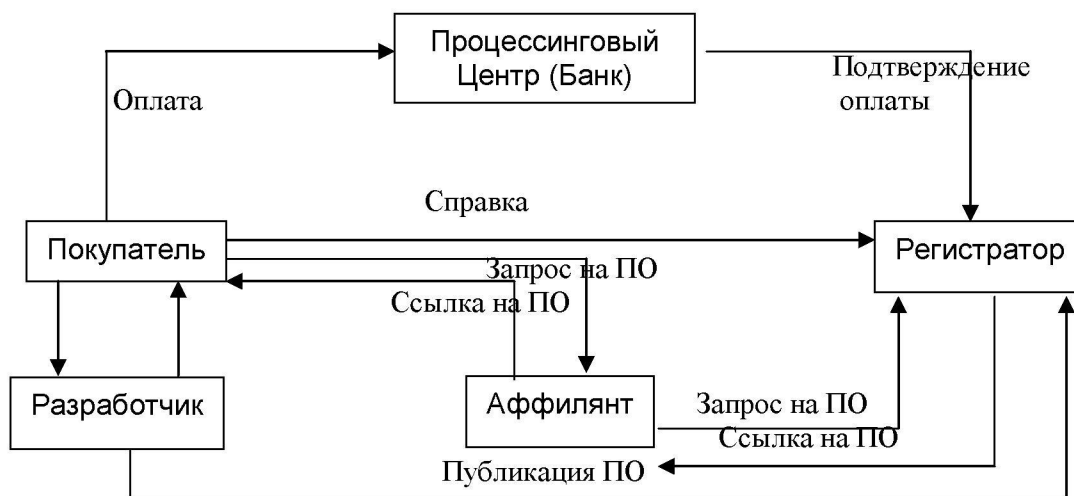 Процессинговый
Центр (Банк)
Подтверждение
оплаты
Оплата
Справка
Покупатель
Регистратор
Запрос на ПО
Ссылка на ПО
Разработчик
Аффилянт
Запрос на ПО
Ссылка на ПО
Публикация ПО